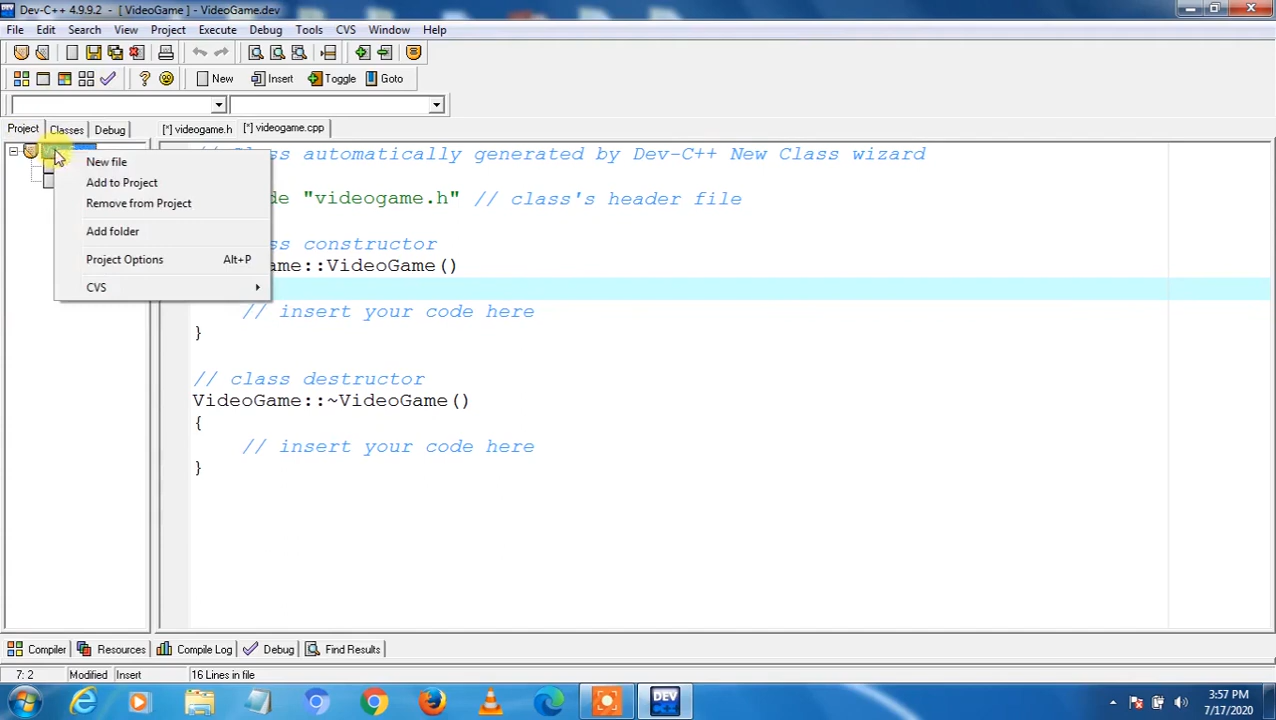 Dev-C++ 4.9.9.2 - [ VideoGame ] - VideoGame.dev
File Edit Search View Project Execute Debug Tools CVS Window Help
New Insert Toggle Goto
Project Classes Debug [*] videogame.h [*] videogame.cpp
New file
Add to Project
Remove from Project
Add folder
Project Options Alt+P
CVS
automatically generated by Dev-C++ New Class wizard
"videogame.h" // class's header file
constructor
::VideoGame()
// insert your code here
}
// class destructor
VideoGame::~VideoGame()
{
// insert your code here
}
Compiler Resources Compile Log Debug Find Results
7: 2 Modified Insert 16 Lines in file
DEV C++
3:57 PM
7/17/2020